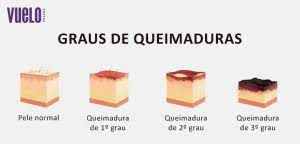 VUELO
GRAUS DE QUEIMADURAS
Pele normal
Queimadura
de 1º grau
Queimadura
de 2º grau
Queimadura
de 3º grau